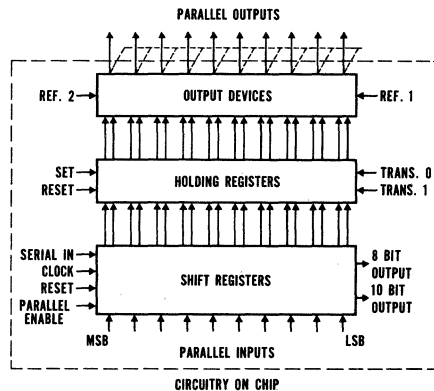 PARALLEL OUTPUTS
REF. 2
OUTPUT DEVICES
REF. 1
SET
RESET
HOLDING REGISTERS
TRANS. 0
TRANS. 1
SERIAL IN
CLOCK
RESET
PARALLEL
ENABLE
SHIFT REGISTERS
8 BIT
OUTPUT
10 BIT
OUTPUT
MSB
LSB
PARALLEL INPUTS
CIRCUITRY ON CHIP